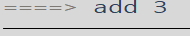 ====> add 3